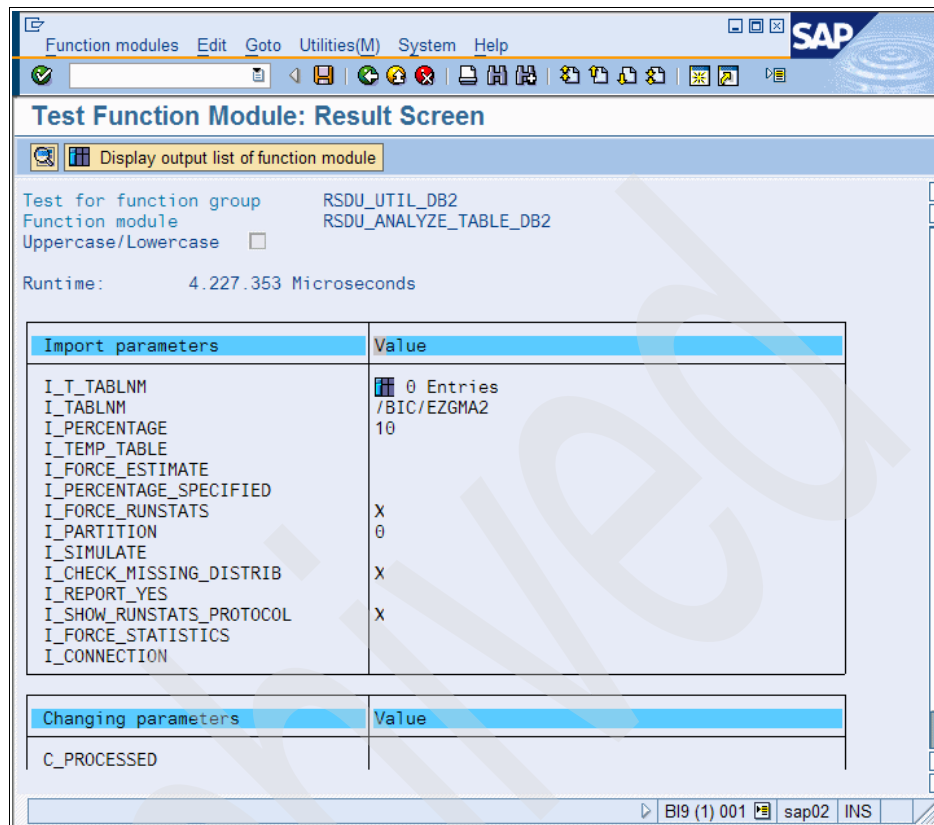 Function modules Edit Goto Utilities(M) System Help
SAP
Test Function Module: Result Screen
Display output list of function module
Test for function group RSDU_UTIL_DB2
Function module RSDU_ANALYZE_TABLE_DB2
Uppercase/Lowercase
Runtime: 4.227.353 Microseconds
Import parameters Value
I_T_TABLNM 0 Entries
I_TABLNM /BIC/EZGMA2
I_PERCENTAGE 10
I_TEMP_TABLE
I_FORCE_ESTIMATE
I_PERCENTAGE_SPECIFIED
I_FORCE_RUNSTATS X
I_PARTITION 0
I_SIMULATE
I_CHECK_MISSING_DISTRIB X
I_REPORT_YES
I_SHOW_RUNSTATS_PROTOCOL X
I_FORCE_STATISTICS
I_CONNECTION
Changing parameters Value
C_PROCESSED
BI9 (1) 001 sap02 INS